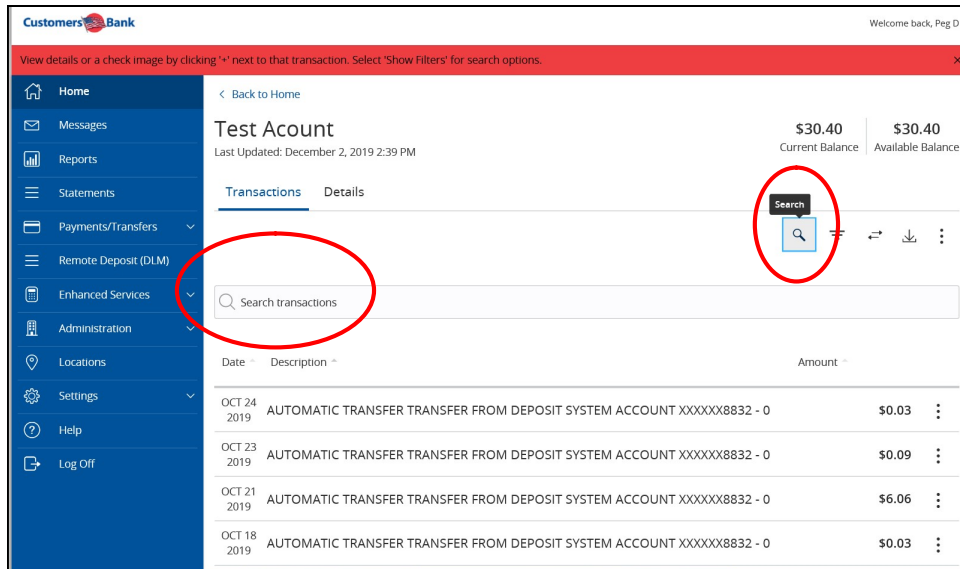 Customers Bank
Welcome back, Peg D
View details or a check image by clicking '+' next to that transaction. Select 'Show Filters' for search options.
Home
Messages
Reports
Statements
Payments/Transfers
Remote Deposit (DLM)
Enhanced Services
Administration
Locations
Settings
Help
Log Off
Back to Home
Test Acount
Last Updated: December 2, 2019 2:39 PM
$30.40 $30.40
Current Balance Available Balance
Transactions Details
Search
Search transactions
Date Description Amount
OCT 24 2019 AUTOMATIC TRANSFER TRANSFER FROM DEPOSIT SYSTEM ACCOUNT XXXXXX8832 - 0 $0.03
OCT 23 2019 AUTOMATIC TRANSFER TRANSFER FROM DEPOSIT SYSTEM ACCOUNT XXXXXX8832 - 0 $0.09
OCT 21 2019 AUTOMATIC TRANSFER TRANSFER FROM DEPOSIT SYSTEM ACCOUNT XXXXXX8832 - 0 $6.06
OCT 18 2019 AUTOMATIC TRANSFER TRANSFER FROM DEPOSIT SYSTEM ACCOUNT XXXXXX8832 - 0 $0.03